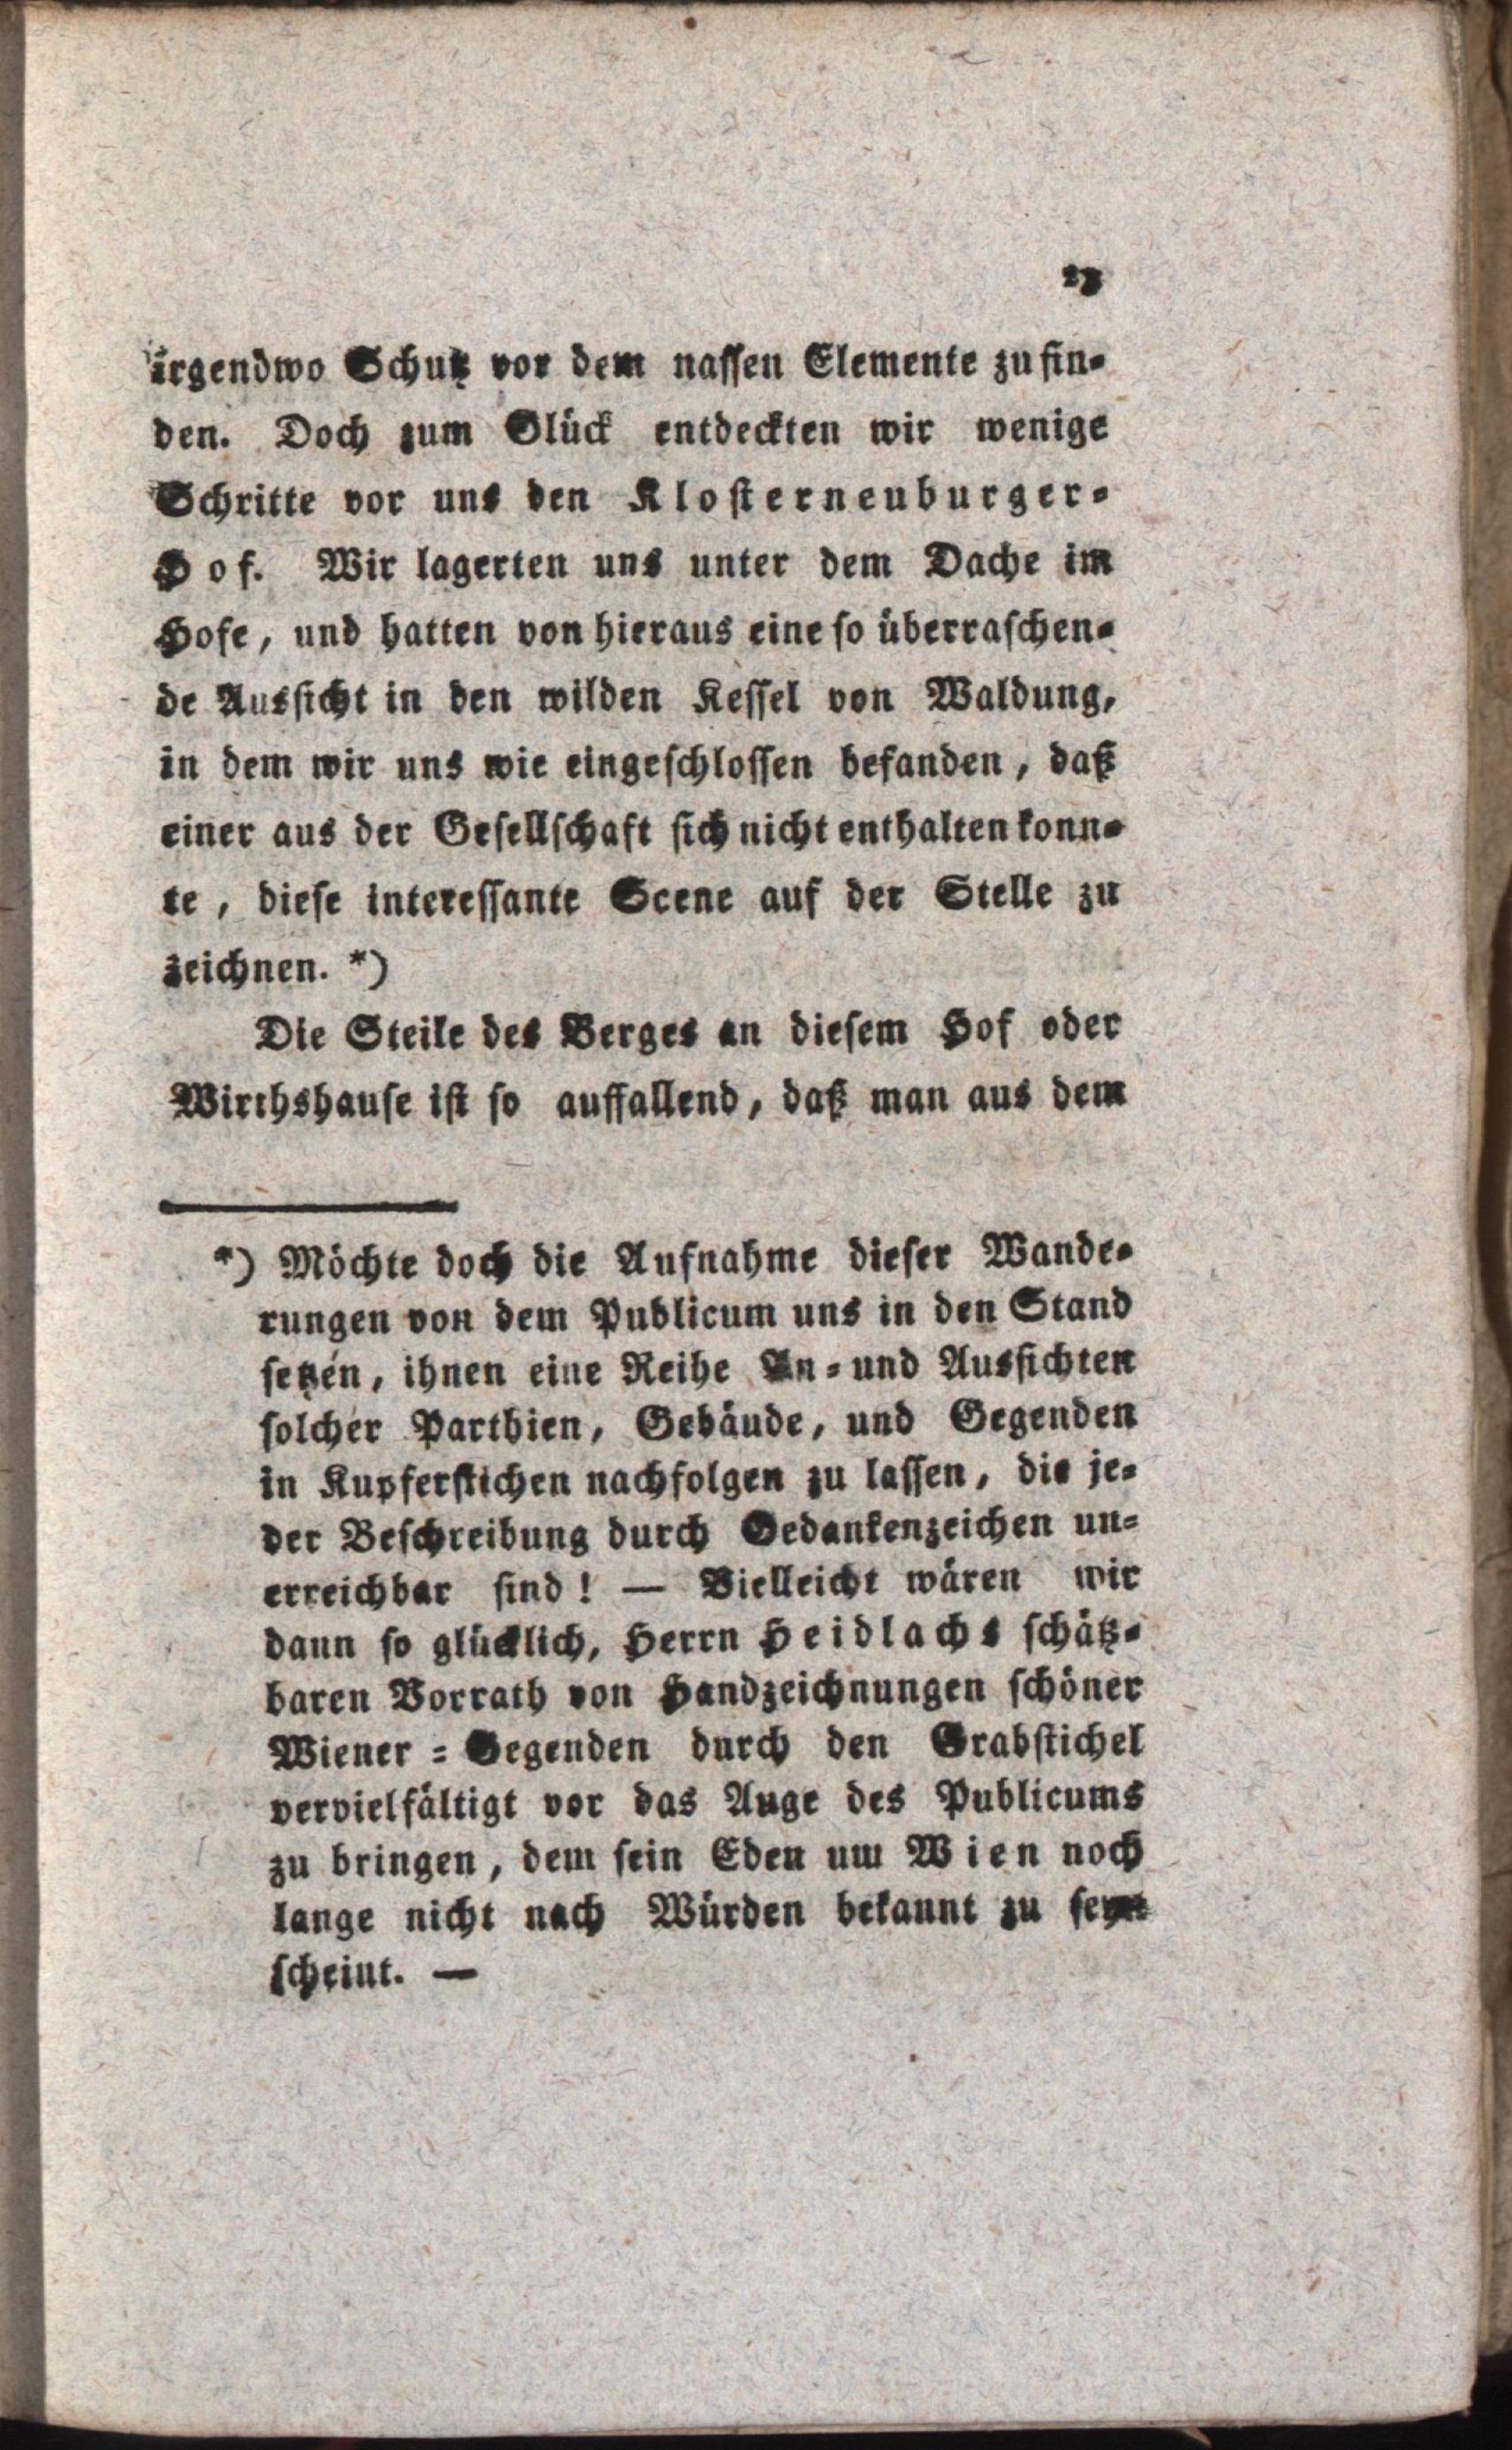 23
irgendwo Schutz vor dem nassen Elemente zu fin-
den. Doch zum Glück entdeckten wir wenige
Schritte vor uns den Klosterneuburger-
Hof. Wir lagerten uns unter dem Dache im
Hofe, und hatten von hieraus eine so überraschen-
de Aussicht in den wilden Kessel von Waldung,
in dem wir uns wie eingeschlossen befanden, daß
einer aus der Gesellschaft sich nicht enthalten konn-
te, diese interessante Scene auf der Stelle zu
zeichnen. *)
Die Steile des Berges an diesem Hof oder
Wirthshause ist so auffallend, daß man aus dem
*) Möchte doch die Aufnahme dieser Wande-
rungen von dem Publicum uns in den Stand
setzen, ihnen eine Reihe An- und Aussichten
solcher Parthien, Gebäude, und Gegenden
in Kupferstichen nachfolgen zu lassen, die je-
der Beschreibung durch Gedankenzeichen un-
erreichbar sind! — Vielleicht wären wir
dann so glücklich, Herrn Heidlachs schätz-
baren Vorrath von Handzeichnungen schöner
Wiener-Gegenden durch den Grabstichel
vervielfältigt vor das Auge des Publicums
zu bringen, dem sein Eden um Wien noch
lange nicht nach Würden bekannt zu seyn
scheint. —